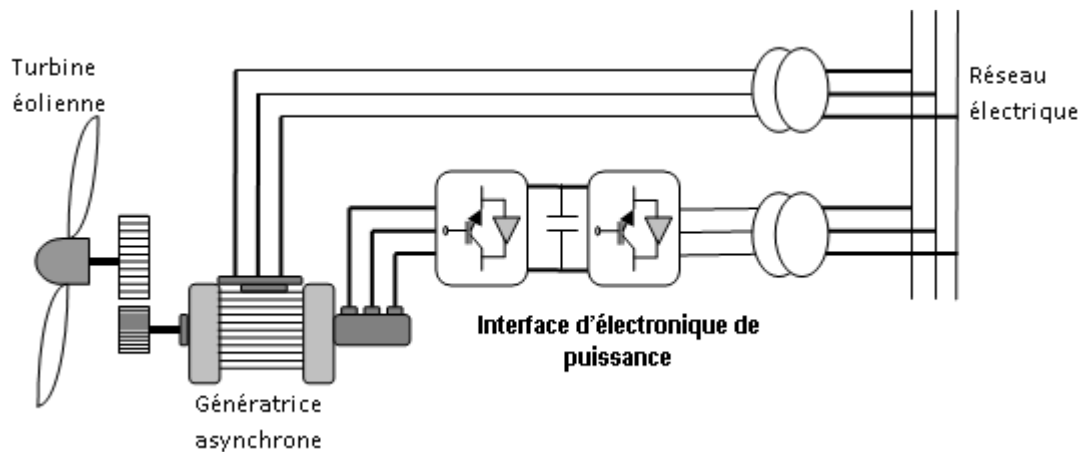 Turbine
éolienne
Réseau
électrique
Interface d'électronique de
puissance
Génératrice
asynchrone